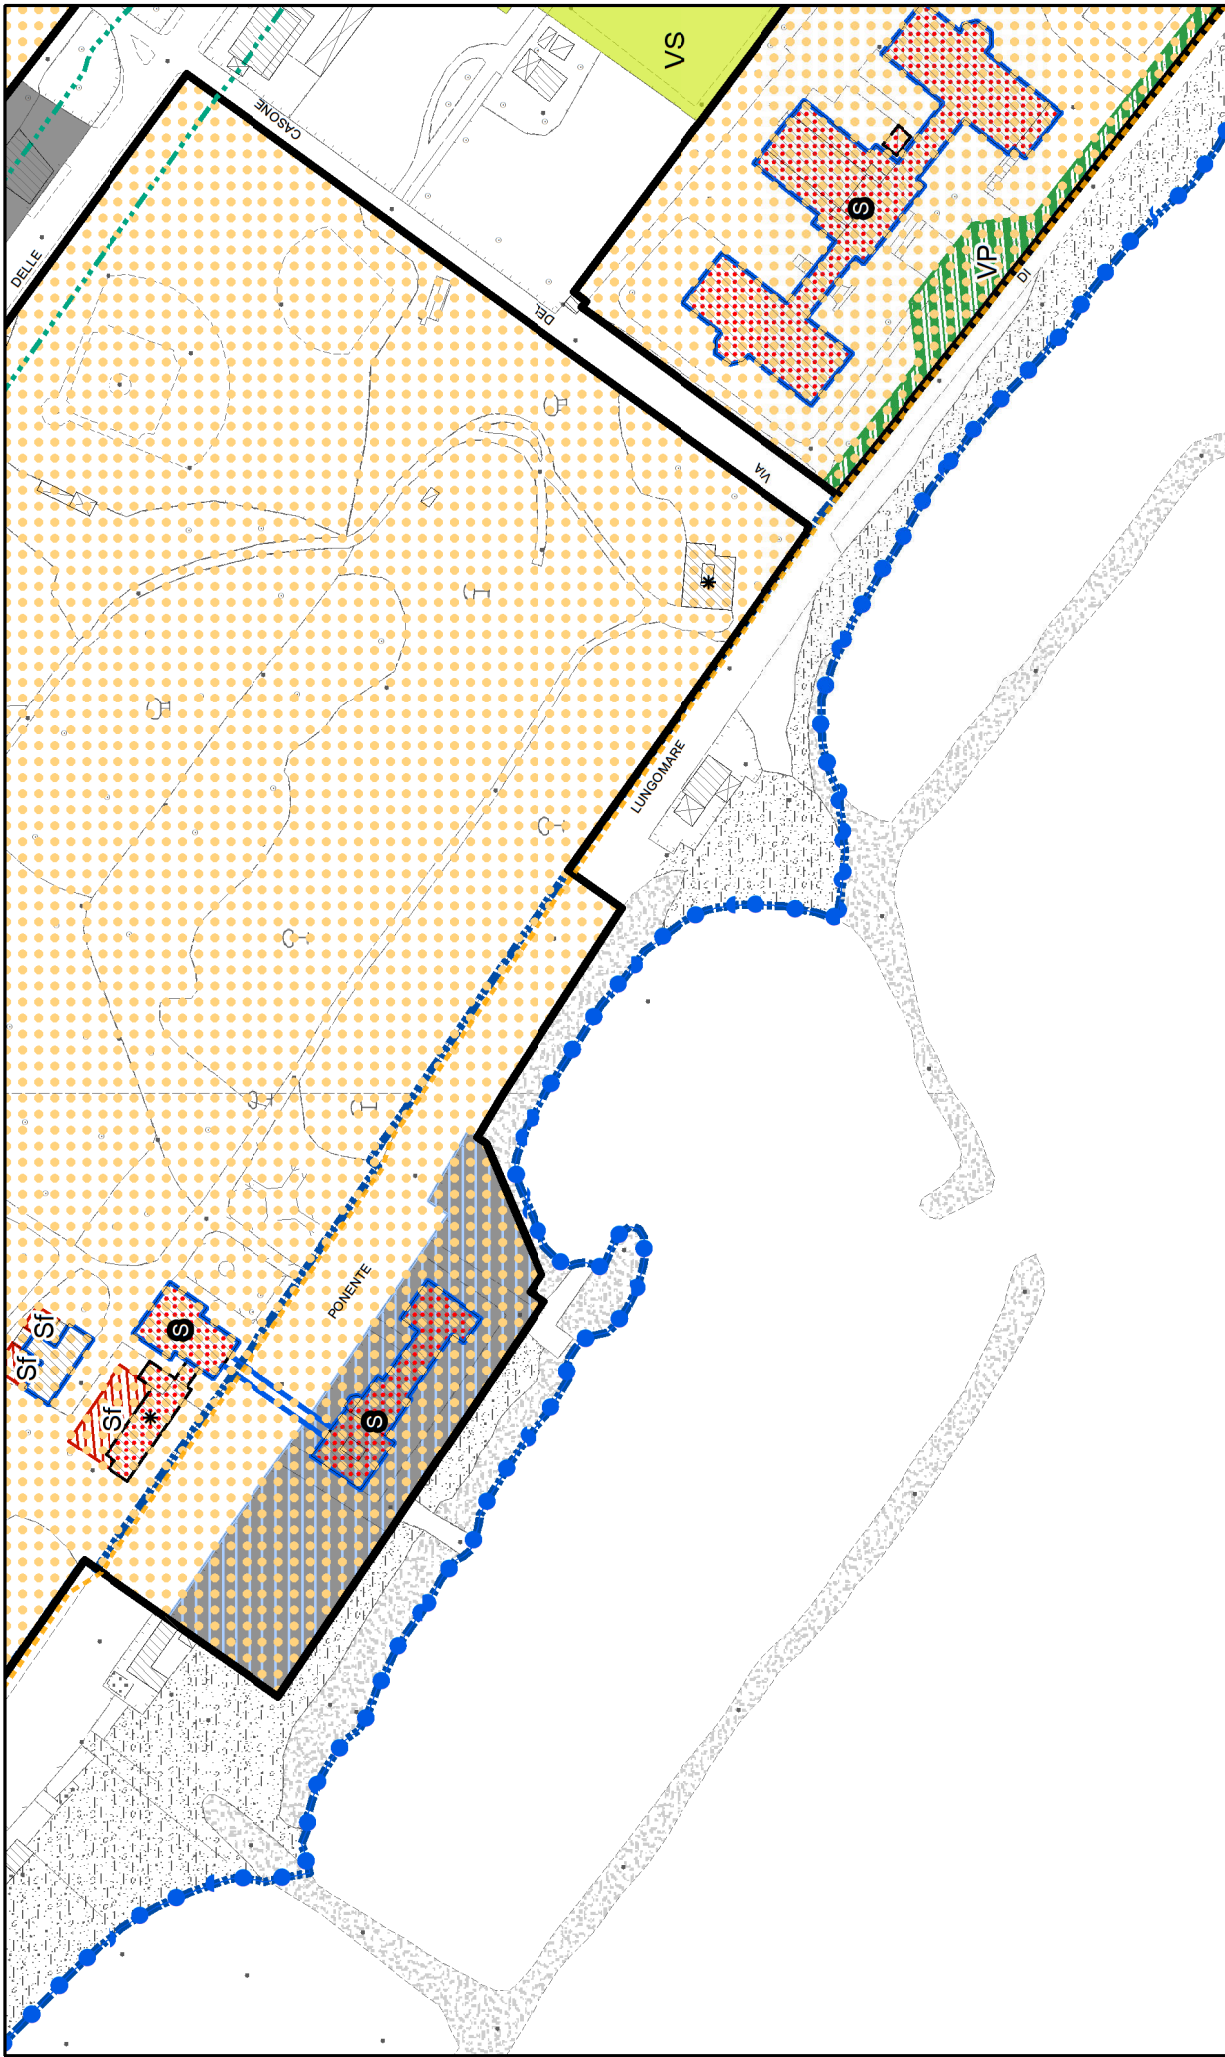 VS
CASONE
DELLE
S
VP
DI
DEL
VIA
LUNGOMARE
PONENTE
Sf
Sf
S
Sf
S